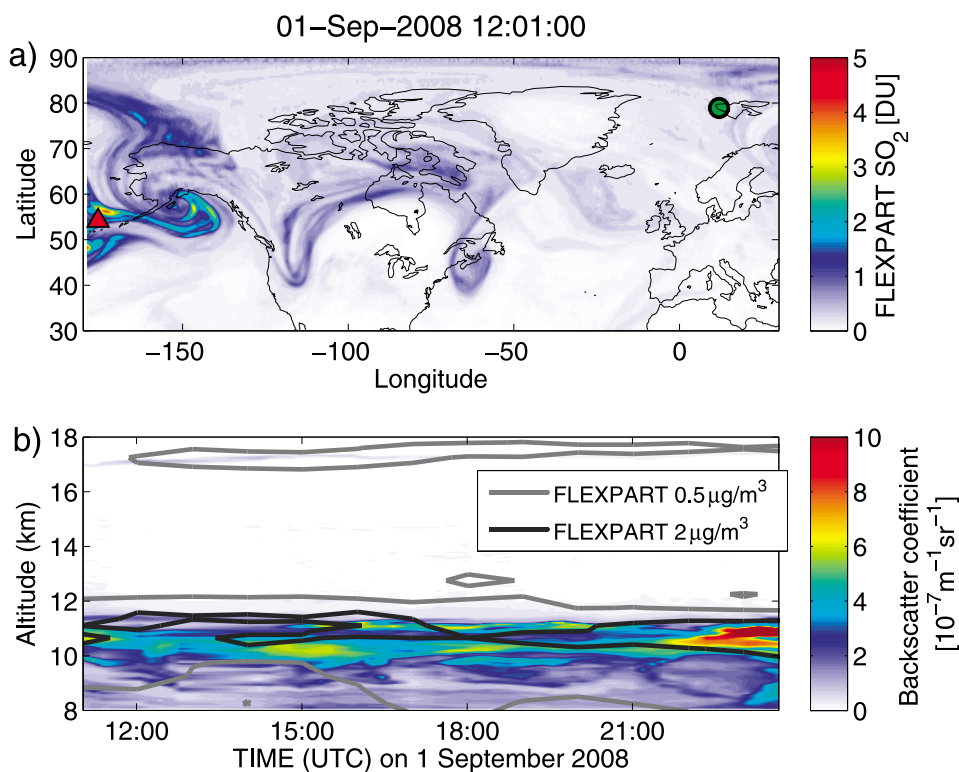 01−Sep−2008 12:01:00
a)
90
80
70
60
50
40
30
Latitude
−150
−100
−50
0
Longitude
5
4
3
2
1
0
FLEXPART SO2 [DU]
b)
18
16
14
12
10
8
Altitude (km)
FLEXPART 0.5µg/m³
FLEXPART 2µg/m³
12:00
15:00
18:00
21:00
TIME (UTC) on 1 September 2008
10
8
6
4
2
0
Backscatter coefficient
[10⁻⁷m⁻¹sr⁻¹]